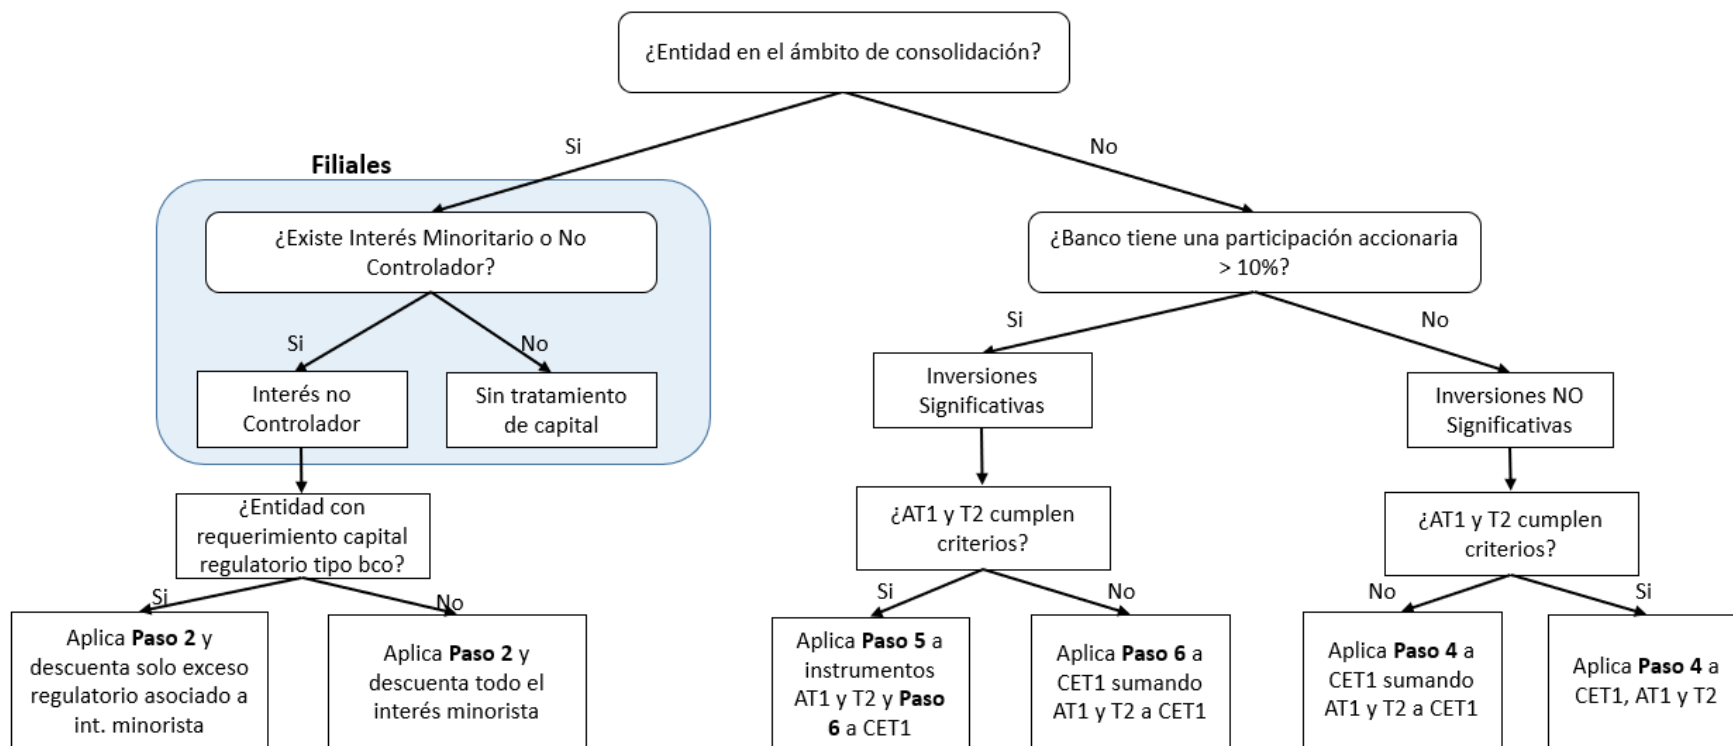 ¿Entidad en el ámbito de consolidación?
Si
No
Filiales
¿Existe Interés Minoritario o No
Controlador?
¿Banco tiene una participación accionaria
> 10%?
Si
No
Si
No
Interés no
Controlador
Sin tratamiento
de capital
Inversiones
Significativas
Inversiones NO
Significativas
¿Entidad con
requerimiento capital
regulatorio tipo bco?
¿AT1 y T2 cumplen
criterios?
¿AT1 y T2 cumplen
criterios?
Si
No
Si
No
No
Si
Aplica Paso 2 y
descuenta solo exceso
regulatorio asociado a
int. minorista
Aplica Paso 2 y
descuenta todo el
interés minorista
Aplica Paso 5 a
instrumentos
AT1 y T2 y Paso
6 a CET1
Aplica Paso 6 a
CET1 sumando
AT1 y T2 a CET1
Aplica Paso 4 a
CET1 sumando
AT1 y T2 a CET1
Aplica Paso 4 a
CET1, AT1 y T2